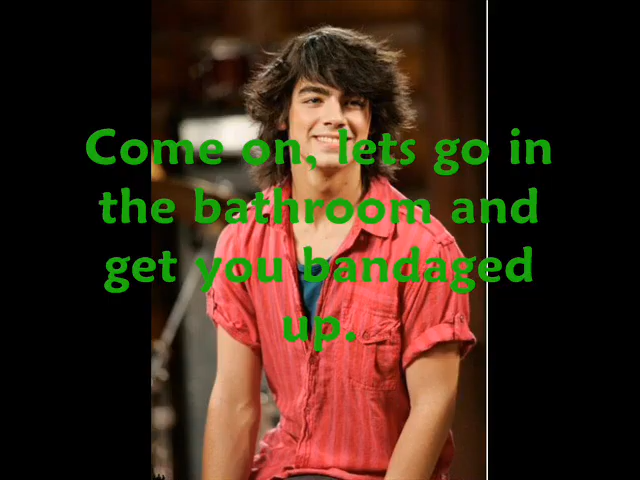 Come on, lets go in
the bathroom and
get you bandaged
up.